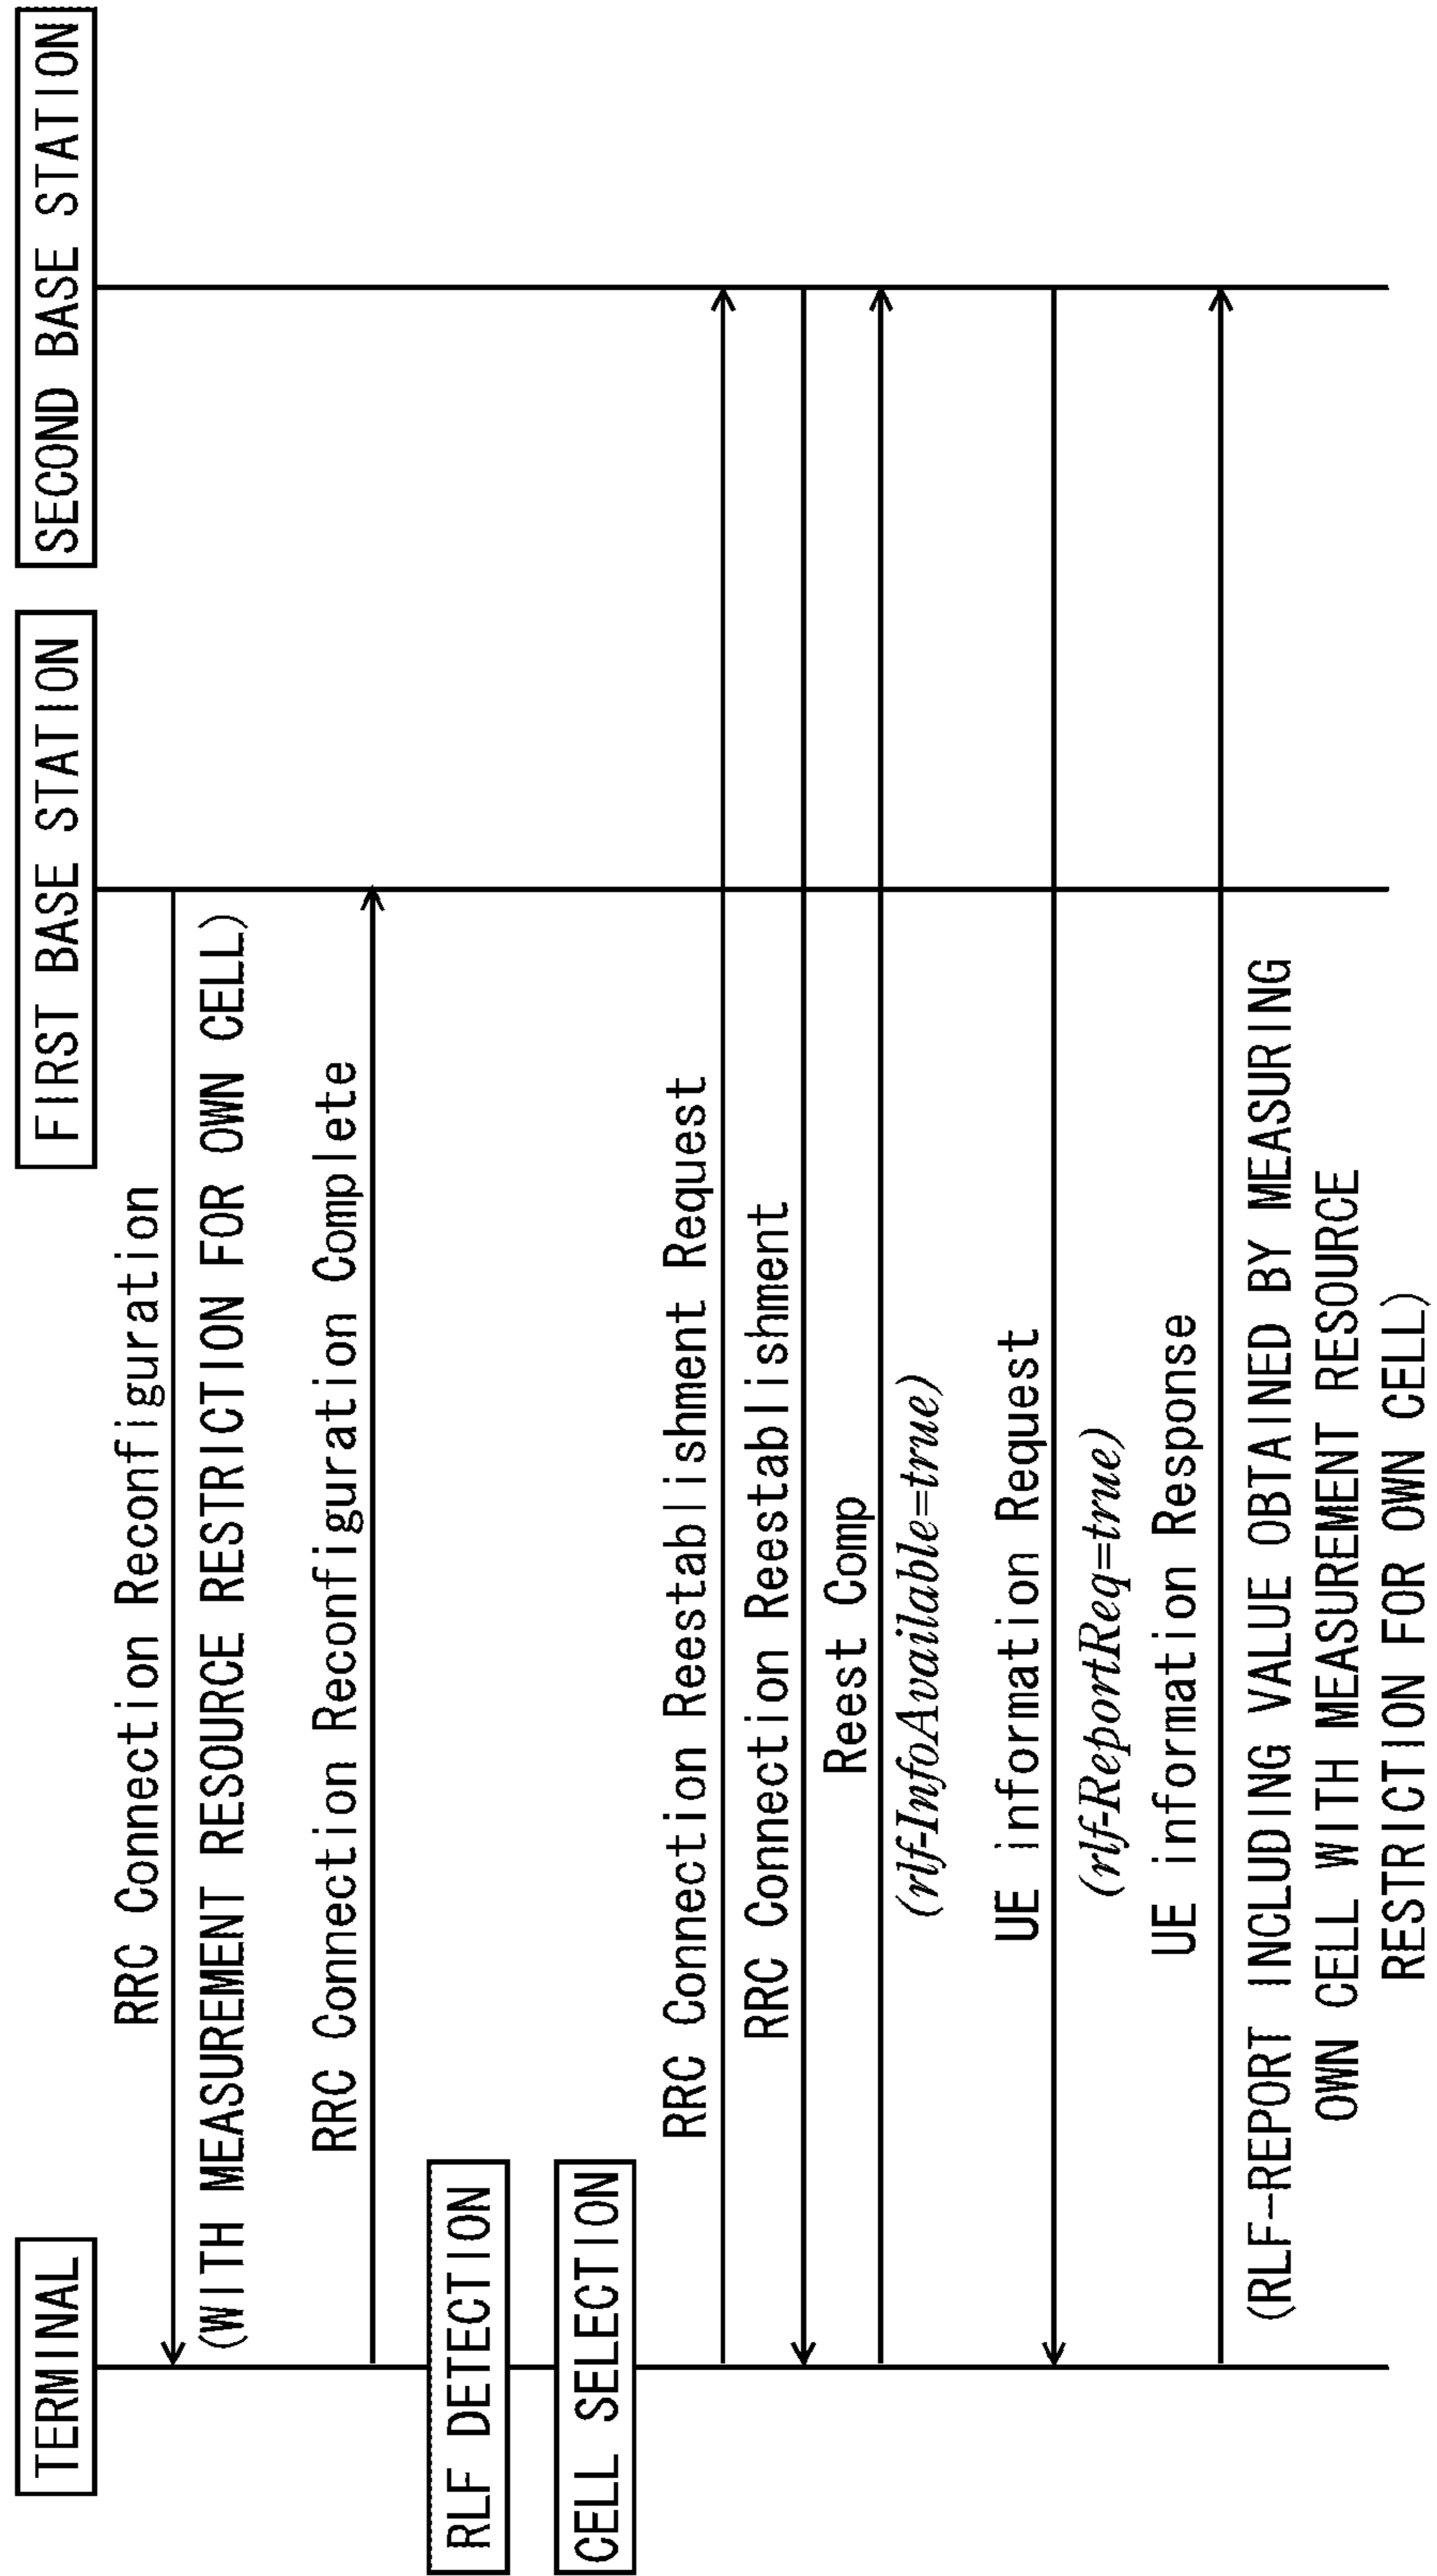 TERMINAL
FIRST BASE STATION
SECOND BASE STATION
RRC Connection Reconfiguration
(WITH MEASUREMENT RESOURCE RESTRICTION FOR OWN CELL)
RRC Connection Reconfiguration Complete
RLF DETECTION
CELL SELECTION
RRC Connection Reestablishment Request
RRC Connection Reestablishment
Reest Comp
(rlf-InfoAvailable=true)
UE information Request
(rlf-ReportReq=true)
UE information Response
(RLF-REPORT INCLUDING VALUE OBTAINED BY MEASURING
OWN CELL WITH MEASUREMENT RESOURCE
RESTRICTION FOR OWN CELL)